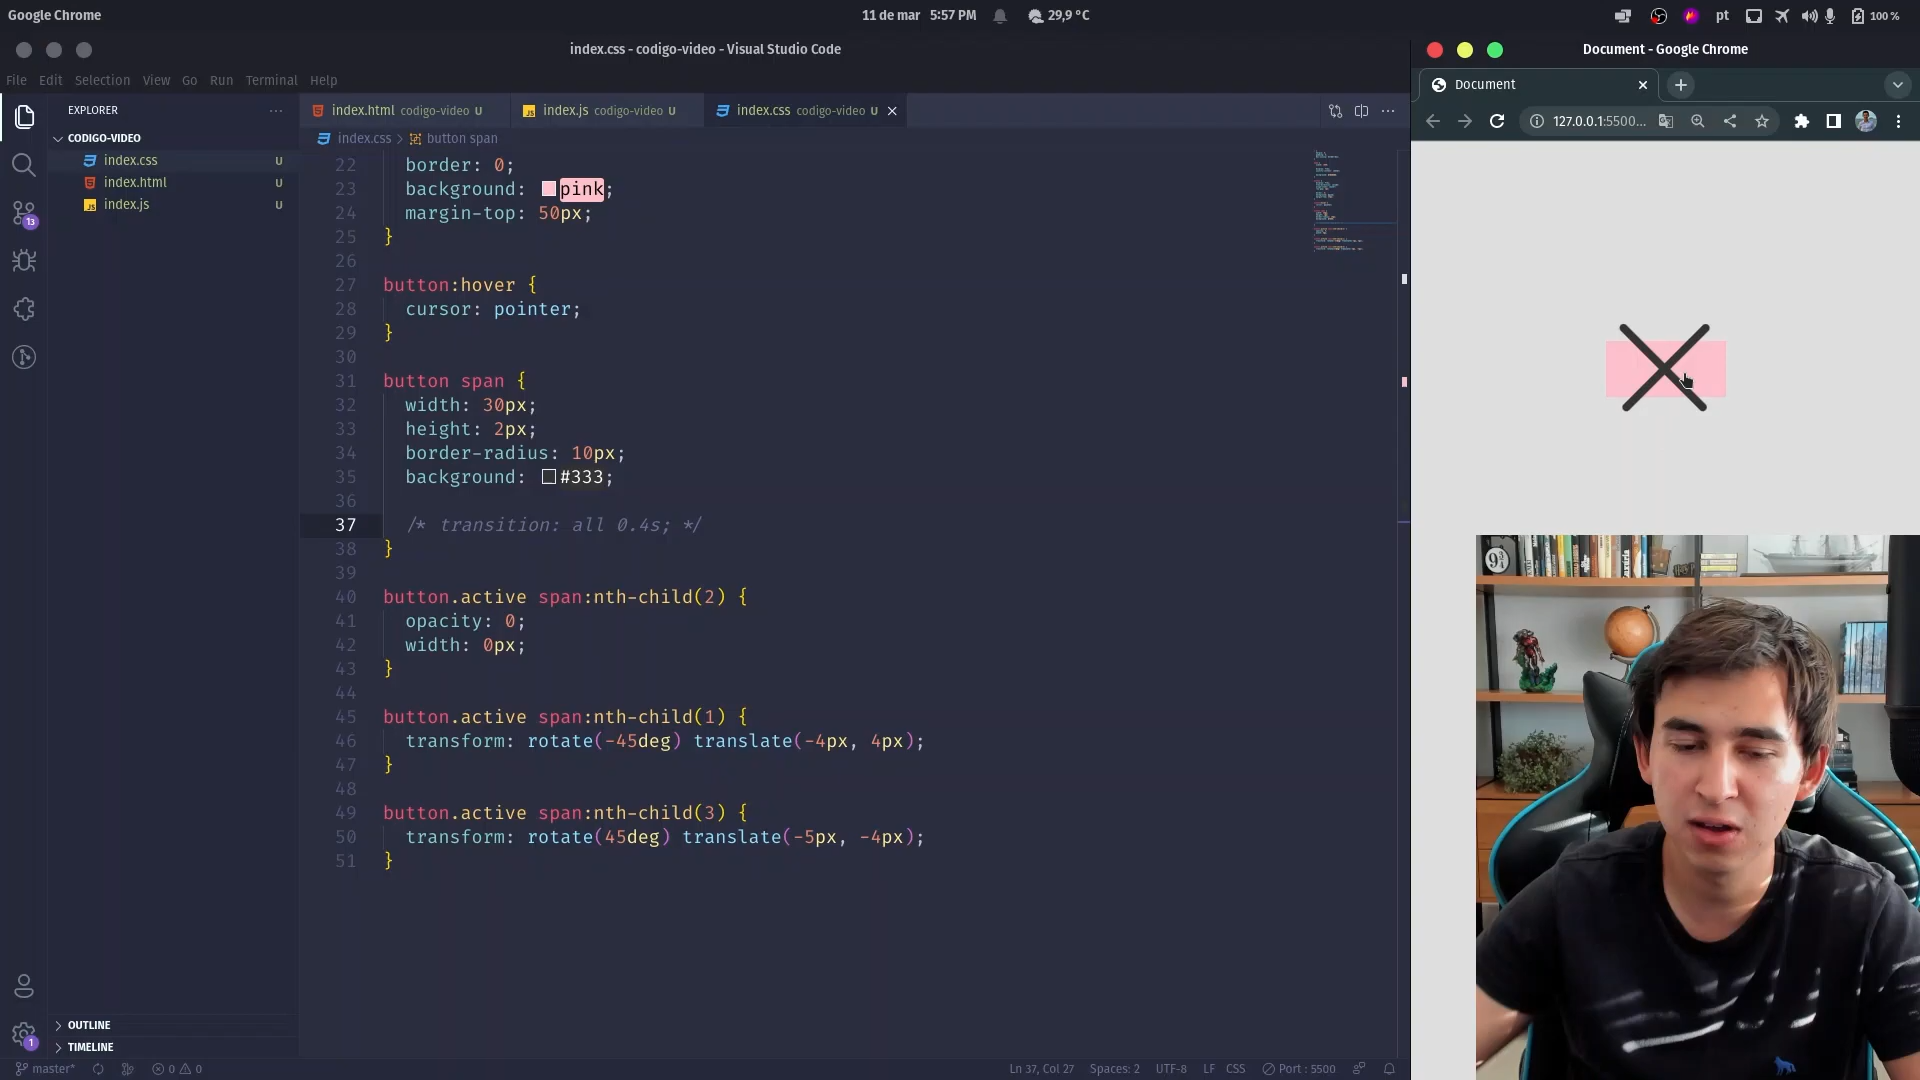 Google Chrome
11 de mar 5:57 PM
29,9 °C
pt
100 %
index.css - codigo-video - Visual Studio Code
Document - Google Chrome
File Edit Selection View Go Run Terminal Help
EXPLORER
index.html codigo-video U
index.js codigo-video U
index.css codigo-video U
Document
127.0.0.1:5500...
CODIGO-VIDEO
index.css > button span
index.css U
index.html U
index.js U
13
22 border: 0;
23 background: pink;
24 margin-top: 50px;
25 }
26
27 button:hover {
28 cursor: pointer;
29 }
30
31 button span {
32 width: 30px;
33 height: 2px;
34 border-radius: 10px;
35 background: #333;
36
37 /* transition: all 0.4s; */
38 }
39
40 button.active span:nth-child(2) {
41 opacity: 0;
42 width: 0px;
43 }
44
45 button.active span:nth-child(1) {
46 transform: rotate(-45deg) translate(-4px, 4px);
47 }
48
49 button.active span:nth-child(3) {
50 transform: rotate(45deg) translate(-5px, -4px);
51 }
9¾
OUTLINE
1
TIMELINE
master*
0 0
Ln 37, Col 27 Spaces: 2 UTF-8 LF CSS Port : 5500